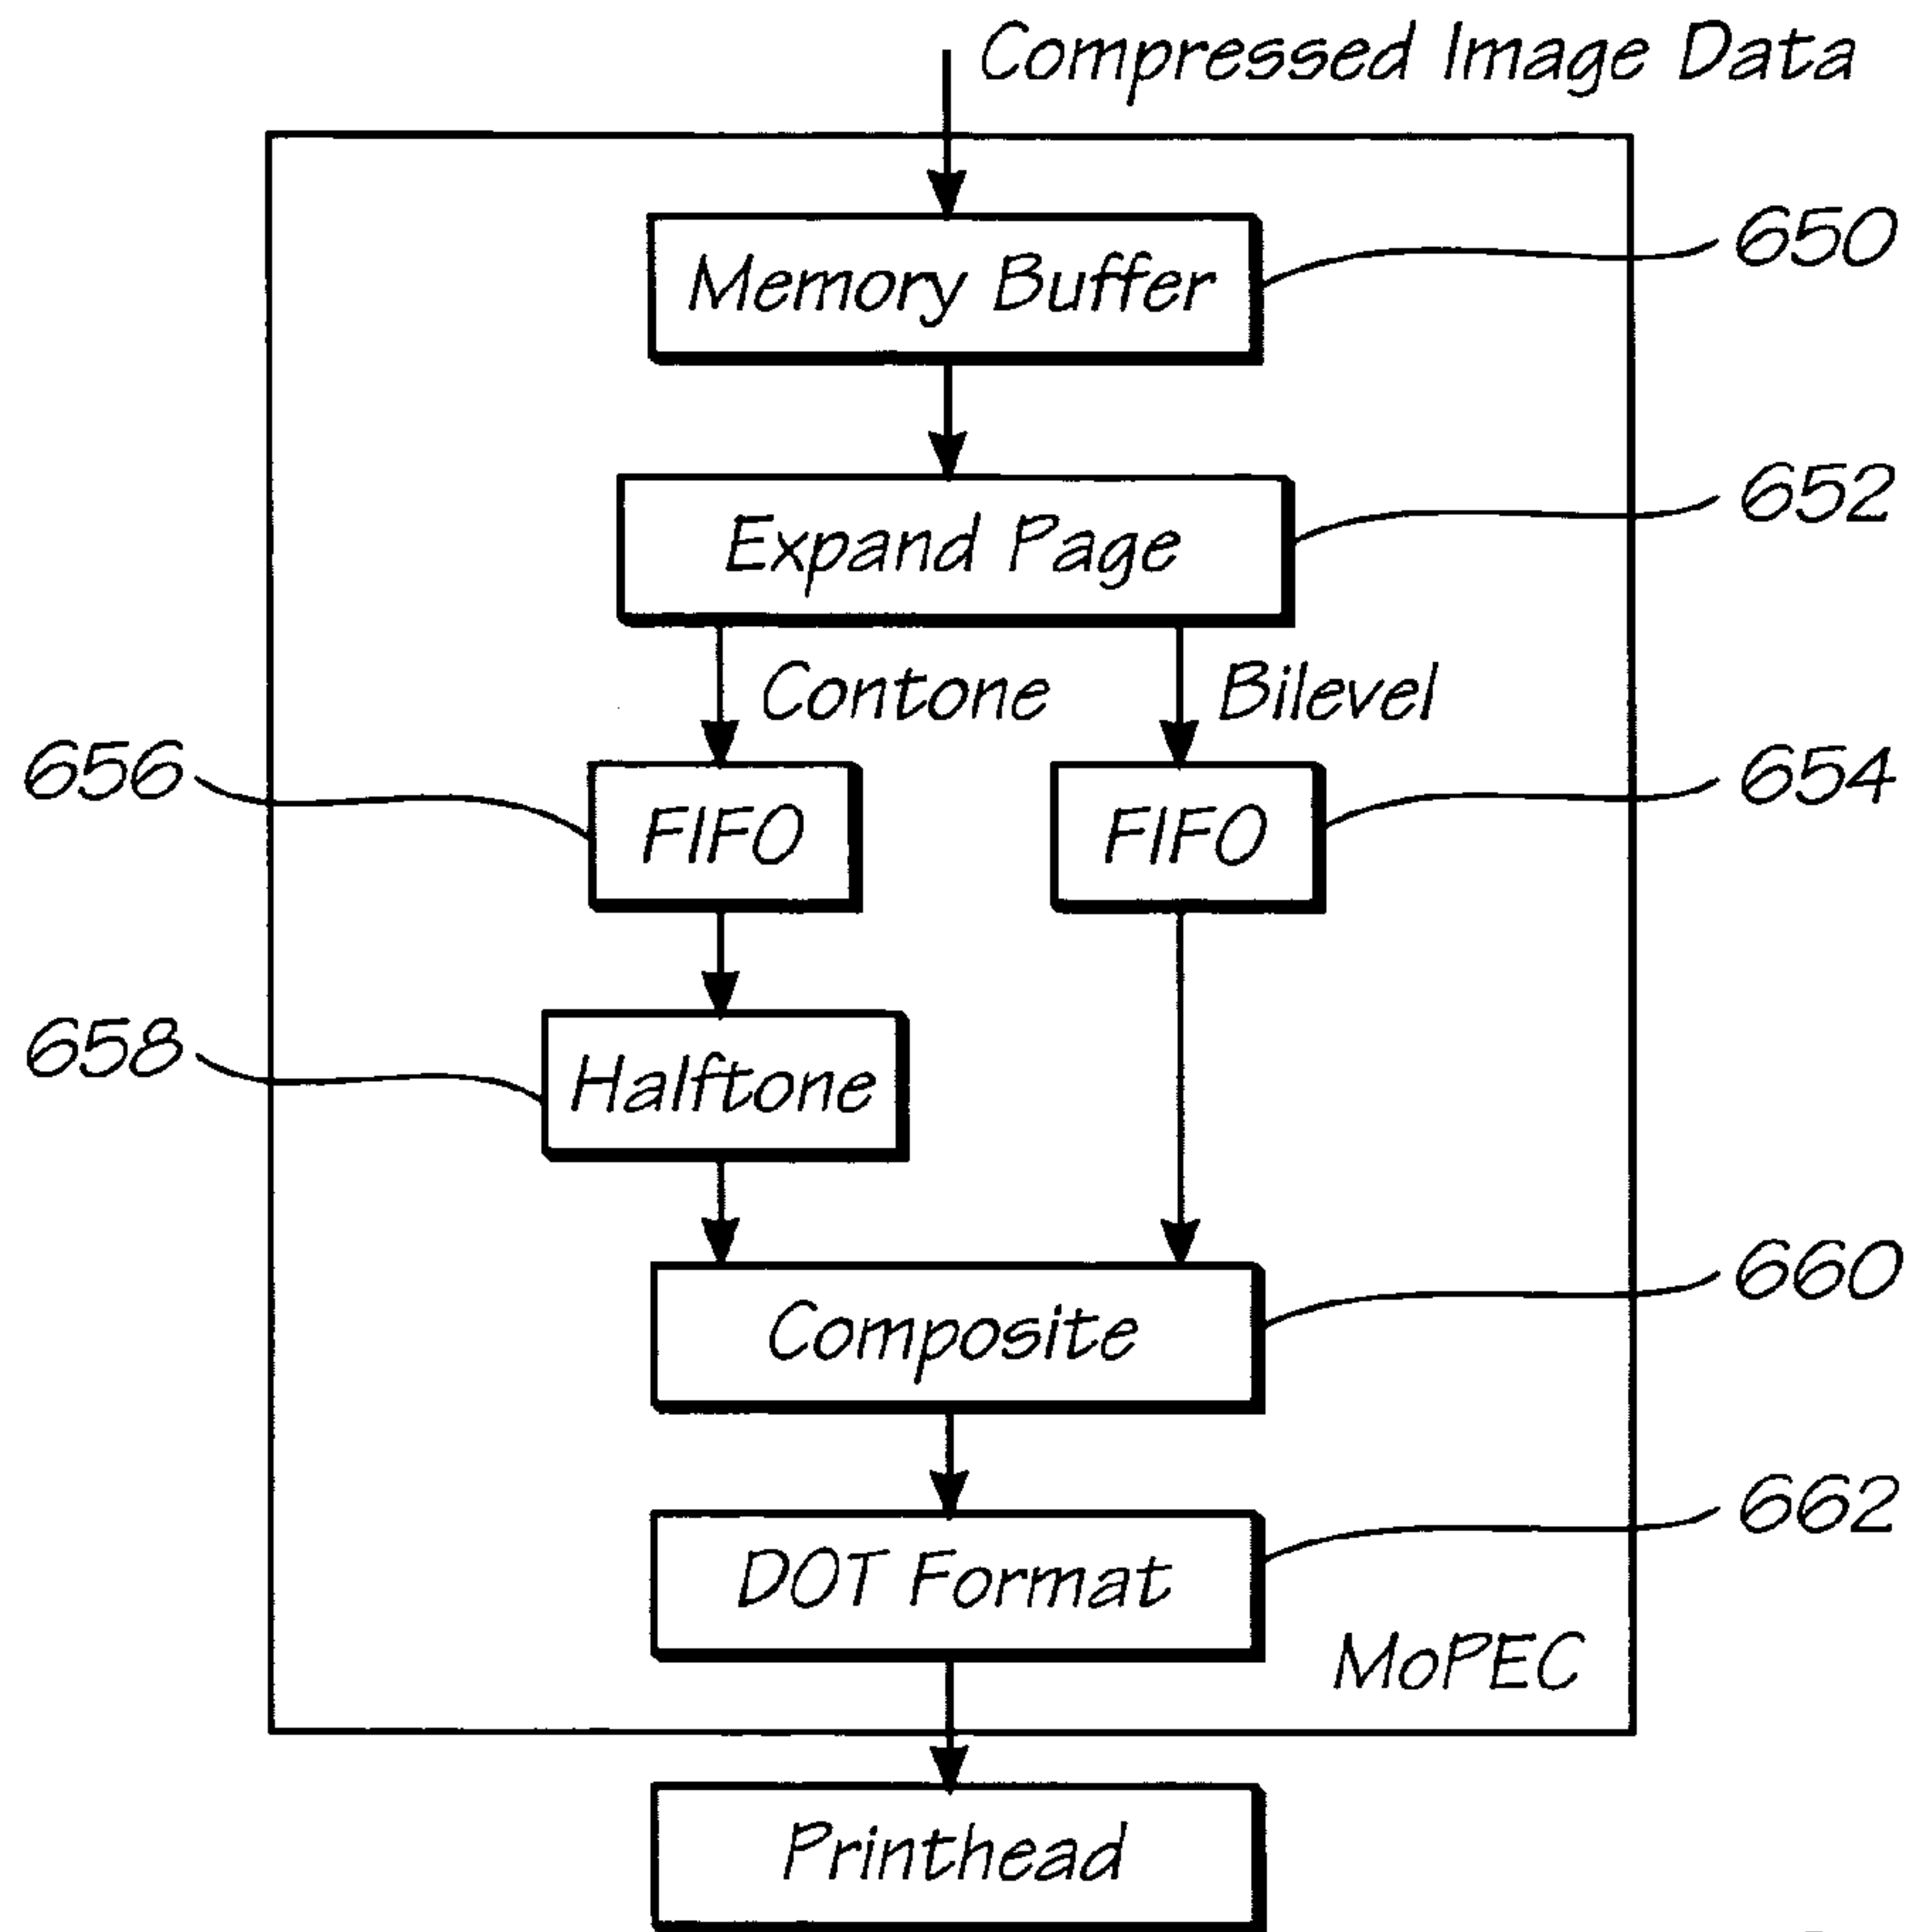 Compressed Image Data
Memory Buffer
650
Expand Page
652
Contone
Bilevel
656
FIFO
FIFO
654
658
Halftone
660
Composite
662
DOT Format
MoPEC
Printhead